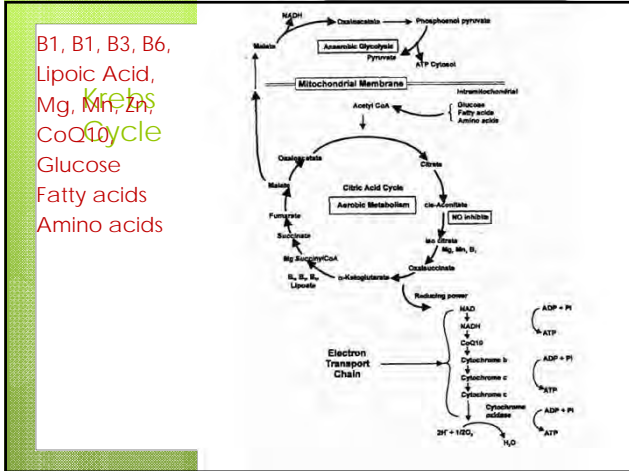 B1, B1, B3, B6,
Lipoic Acid,
Mg, Mn, Zn,
CoQ10,
Glucose
Fatty acids
Amino acids
Krebs
Cycle
NADH
Oxaloacetate
Phosphoenol pyruvate
Malate
Anaerobic Glycolysis
Pyruvate
ATP Cytosol
Mitochondrial Membrane
Intramitochondrial
Acetyl CoA
Glucose
Fatty acids
Amino acids
Oxaloacetate
Citrate
Malate
Citric Acid Cycle
Aerobic Metabolism
cis-Aconitate
NO inhibits
Fumarate
Succinate
iso citrate
Mg, Mn,
Mg SuccinylCoA
Oxalsuccinate
Lipoate
α-Ketoglutarate
Reducing power
NAD
ADP + Pi
NADH
ATP
CoQ10
Electron
Transport
Chain
Cytochrome b
ADP + Pi
Cytochrome c
ATP
Cytochrome c
Cytochrome
oxidase
ADP + Pi
2H + 1/2O₂
H₂O
ATP